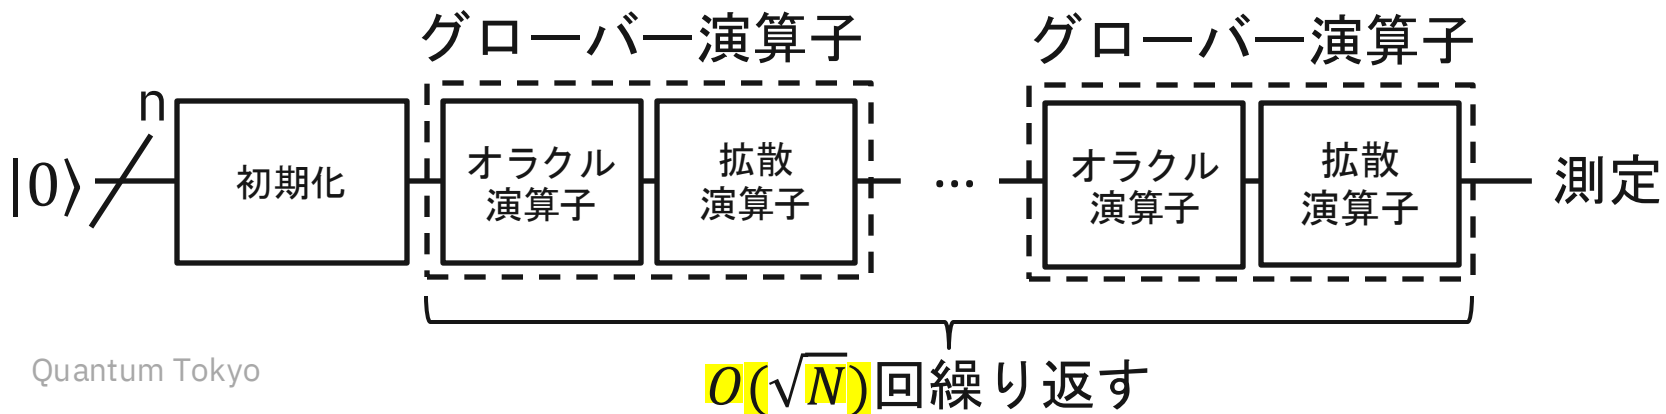 グローバー演算子
グローバー演算子
n
|0⟩
初期化
オラクル
演算子
拡散
演算子
…
オラクル
演算子
拡散
演算子
測定
Quantum Tokyo
O(√N)回繰り返す